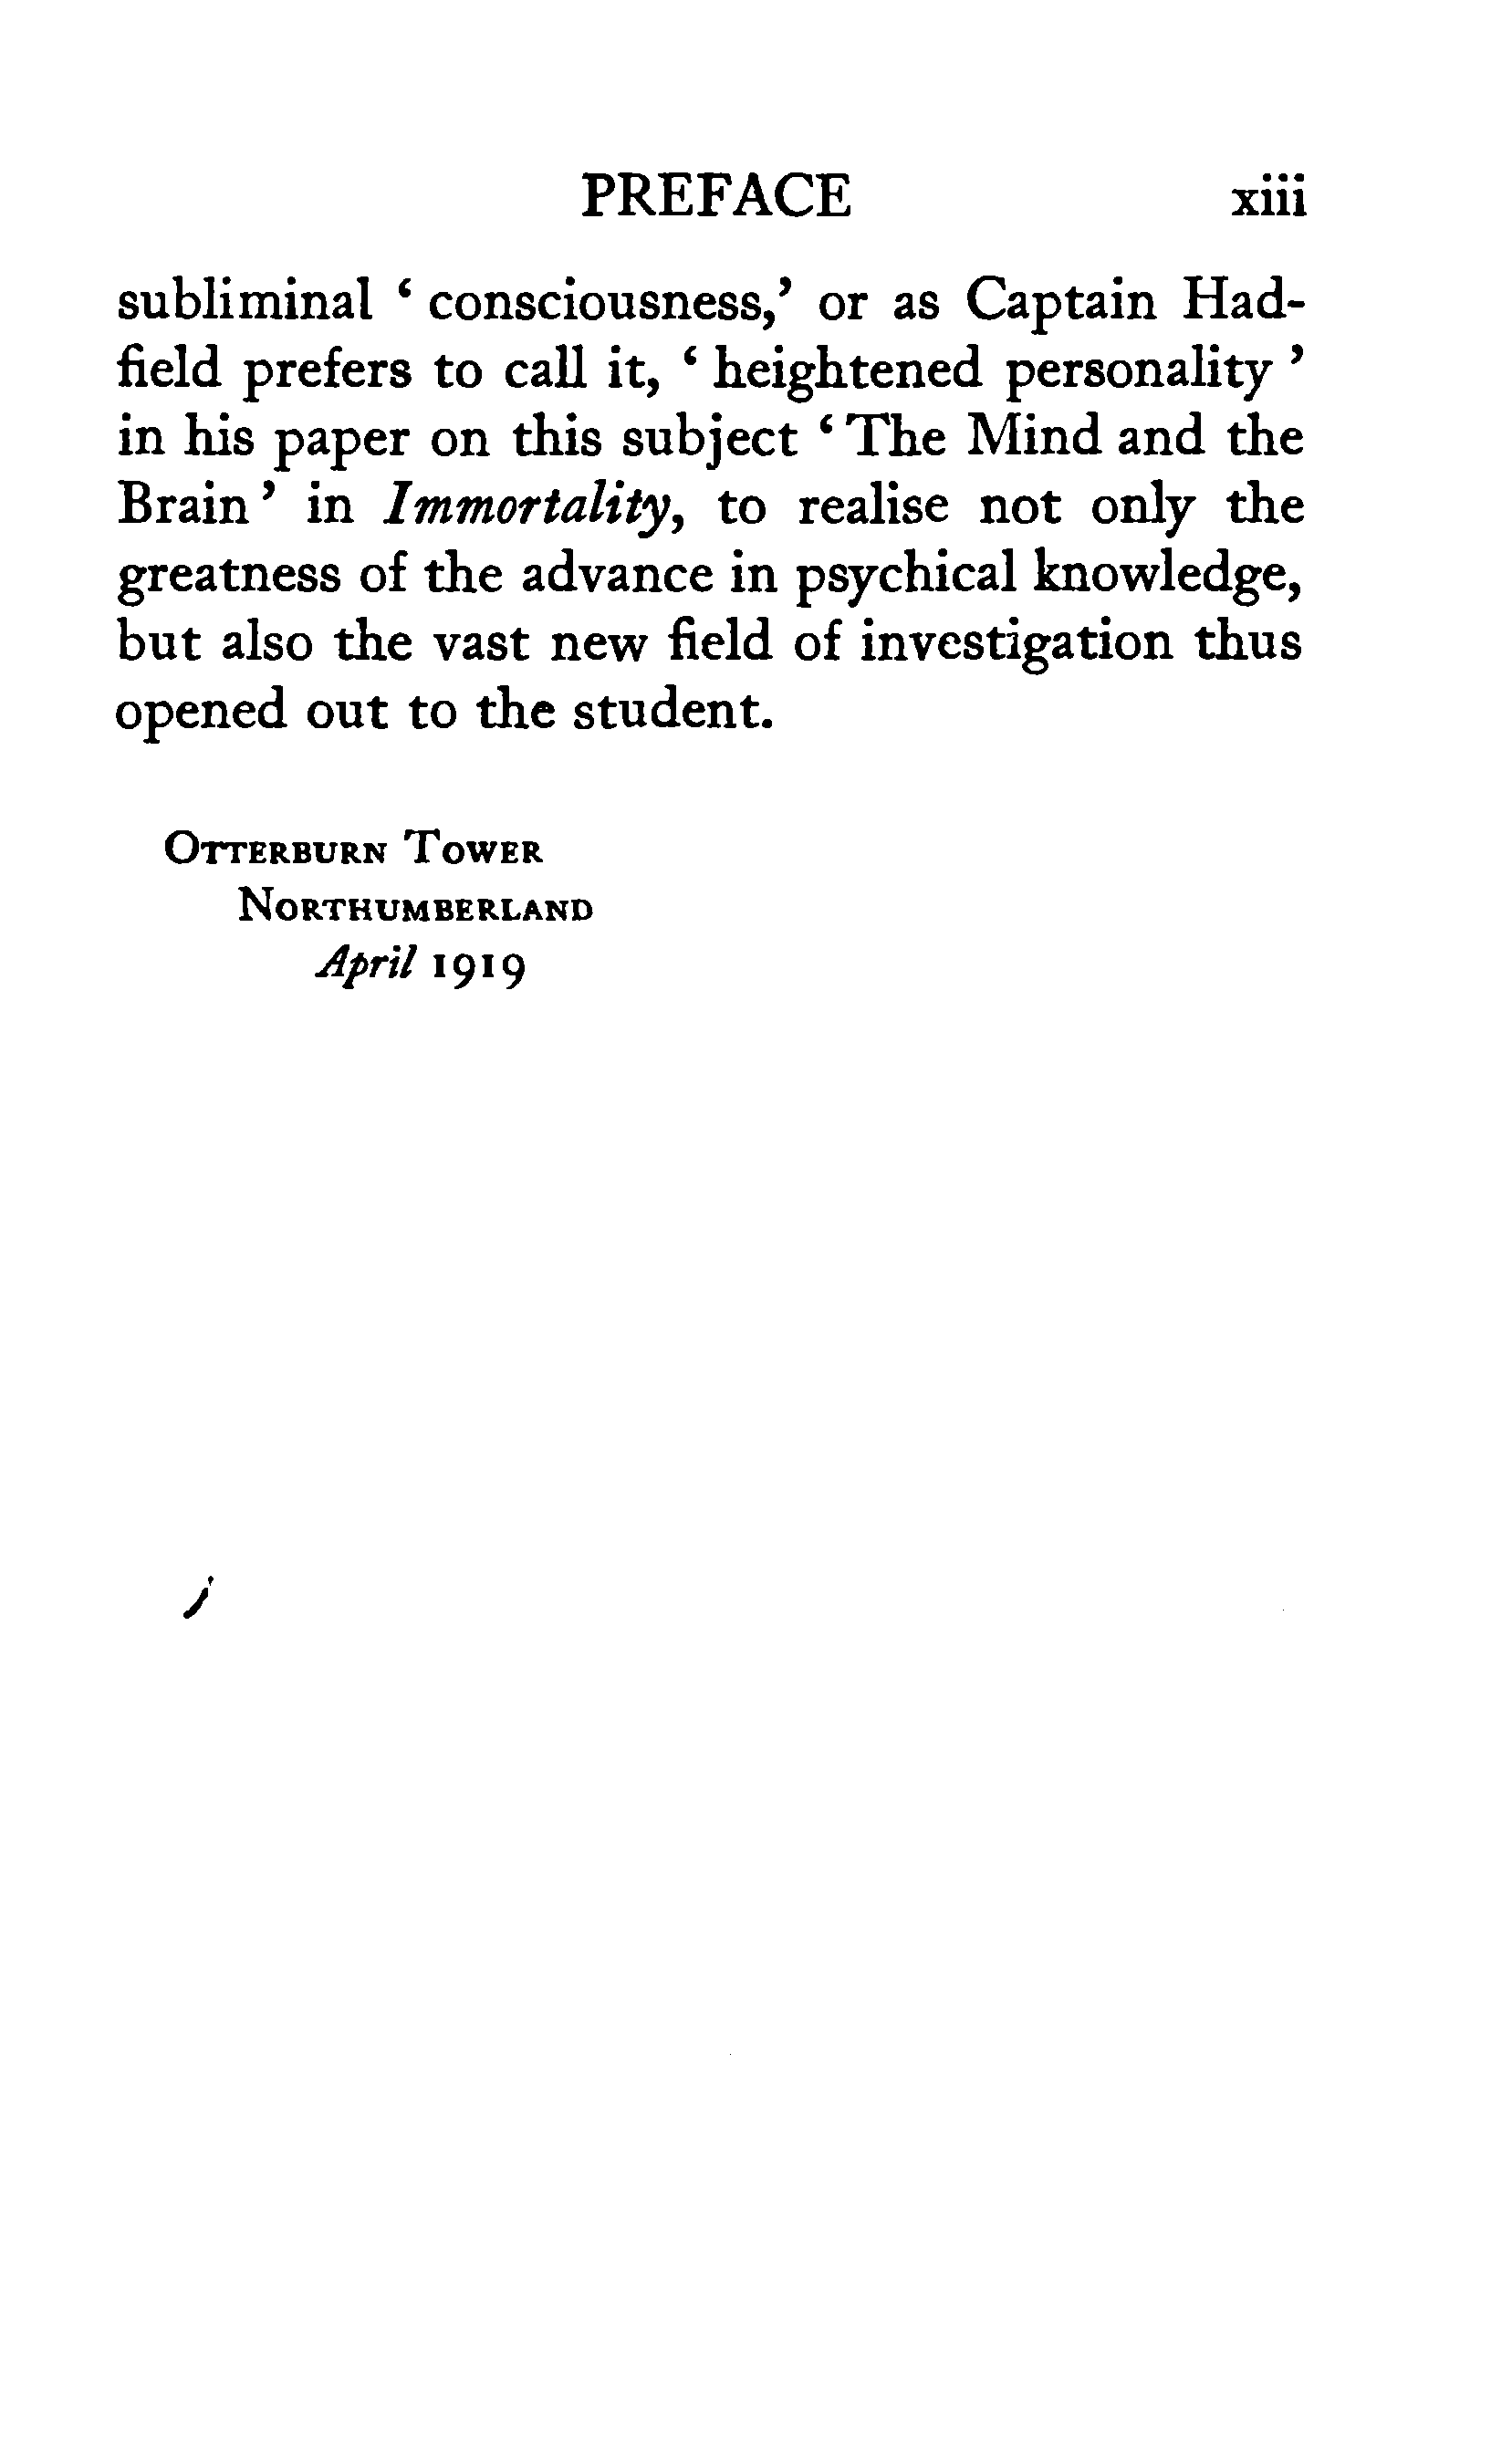 PREFACE xiii
subliminal ‘ consciousness,’ or as Captain Had-
field prefers to call it, ‘ heightened personality ’
in his paper on this subject ‘ The Mind and the
Brain ’ in Immortality, to realise not only the
greatness of the advance in psychical knowledge,
but also the vast new field of investigation thus
opened out to the student.
OTTERBURN TOWER
NORTHUMBERLAND
April 1919